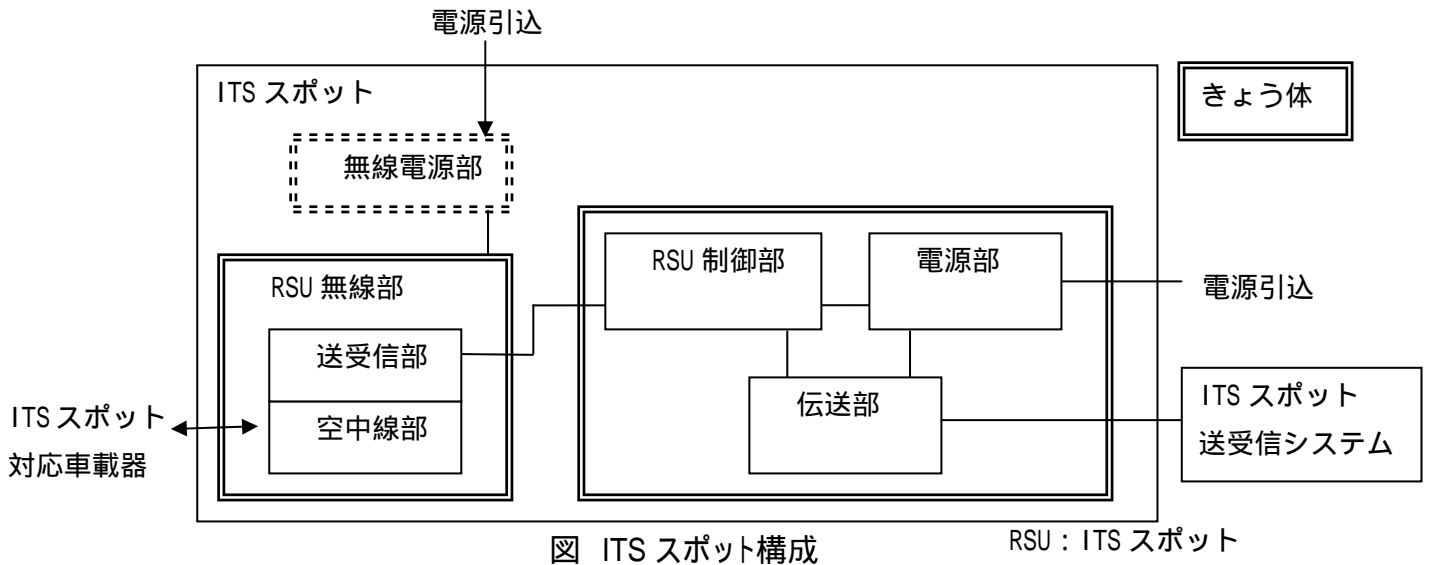 電源引込
ITS スポット
きょう体
無線電源部
RSU 制御部
電源部
RSU 無線部
電源引込
送受信部
伝送部
ITS スポット
送受信システム
空中線部
ITS スポット
対応車載器
図 ITS スポット構成
RSU：ITS スポット